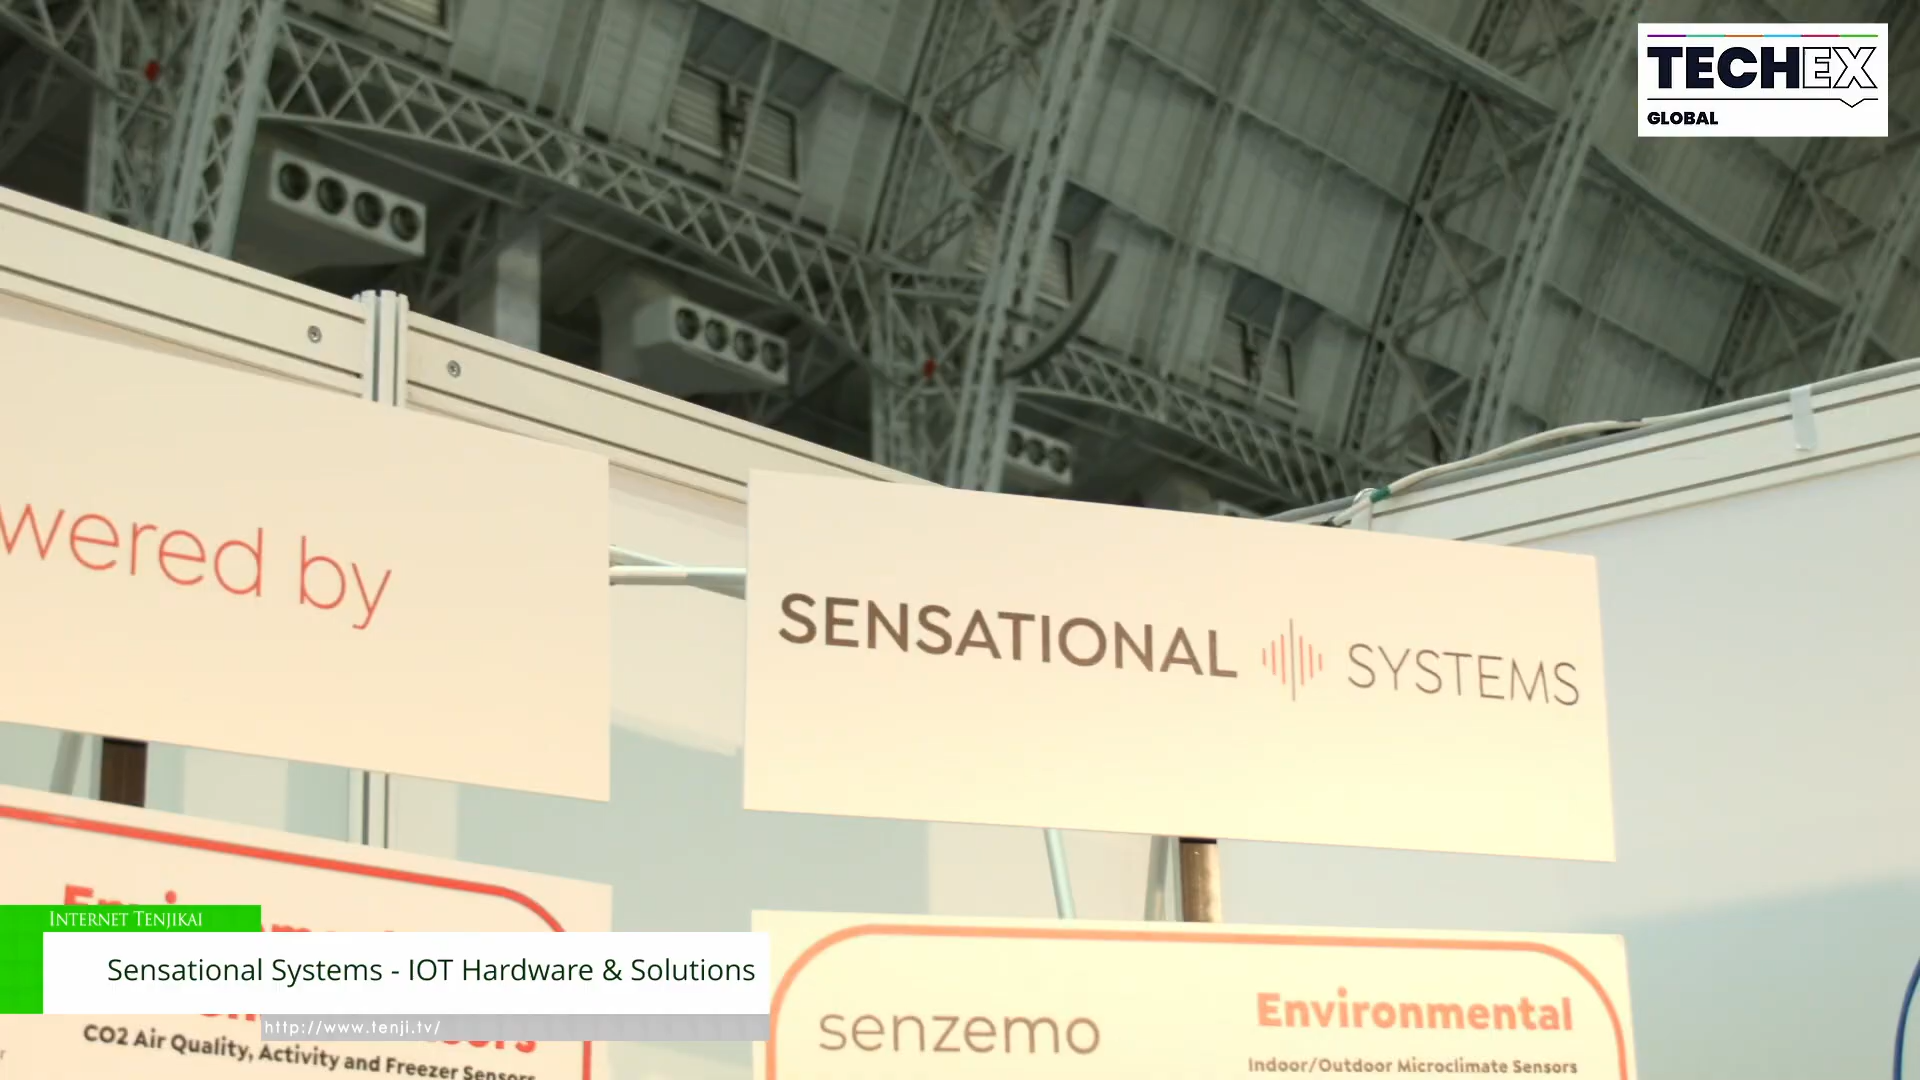 TECHEX
GLOBAL
wered by
SENSATIONAL SYSTEMS
INTERNET TENJIKAI
Sensational Systems - IOT Hardware & Solutions
http://www.tenji.tv/
CO2 Air Quality, Activity and Freezer Sensors
senzemo
Environmental
Indoor/Outdoor Microclimate Sensors